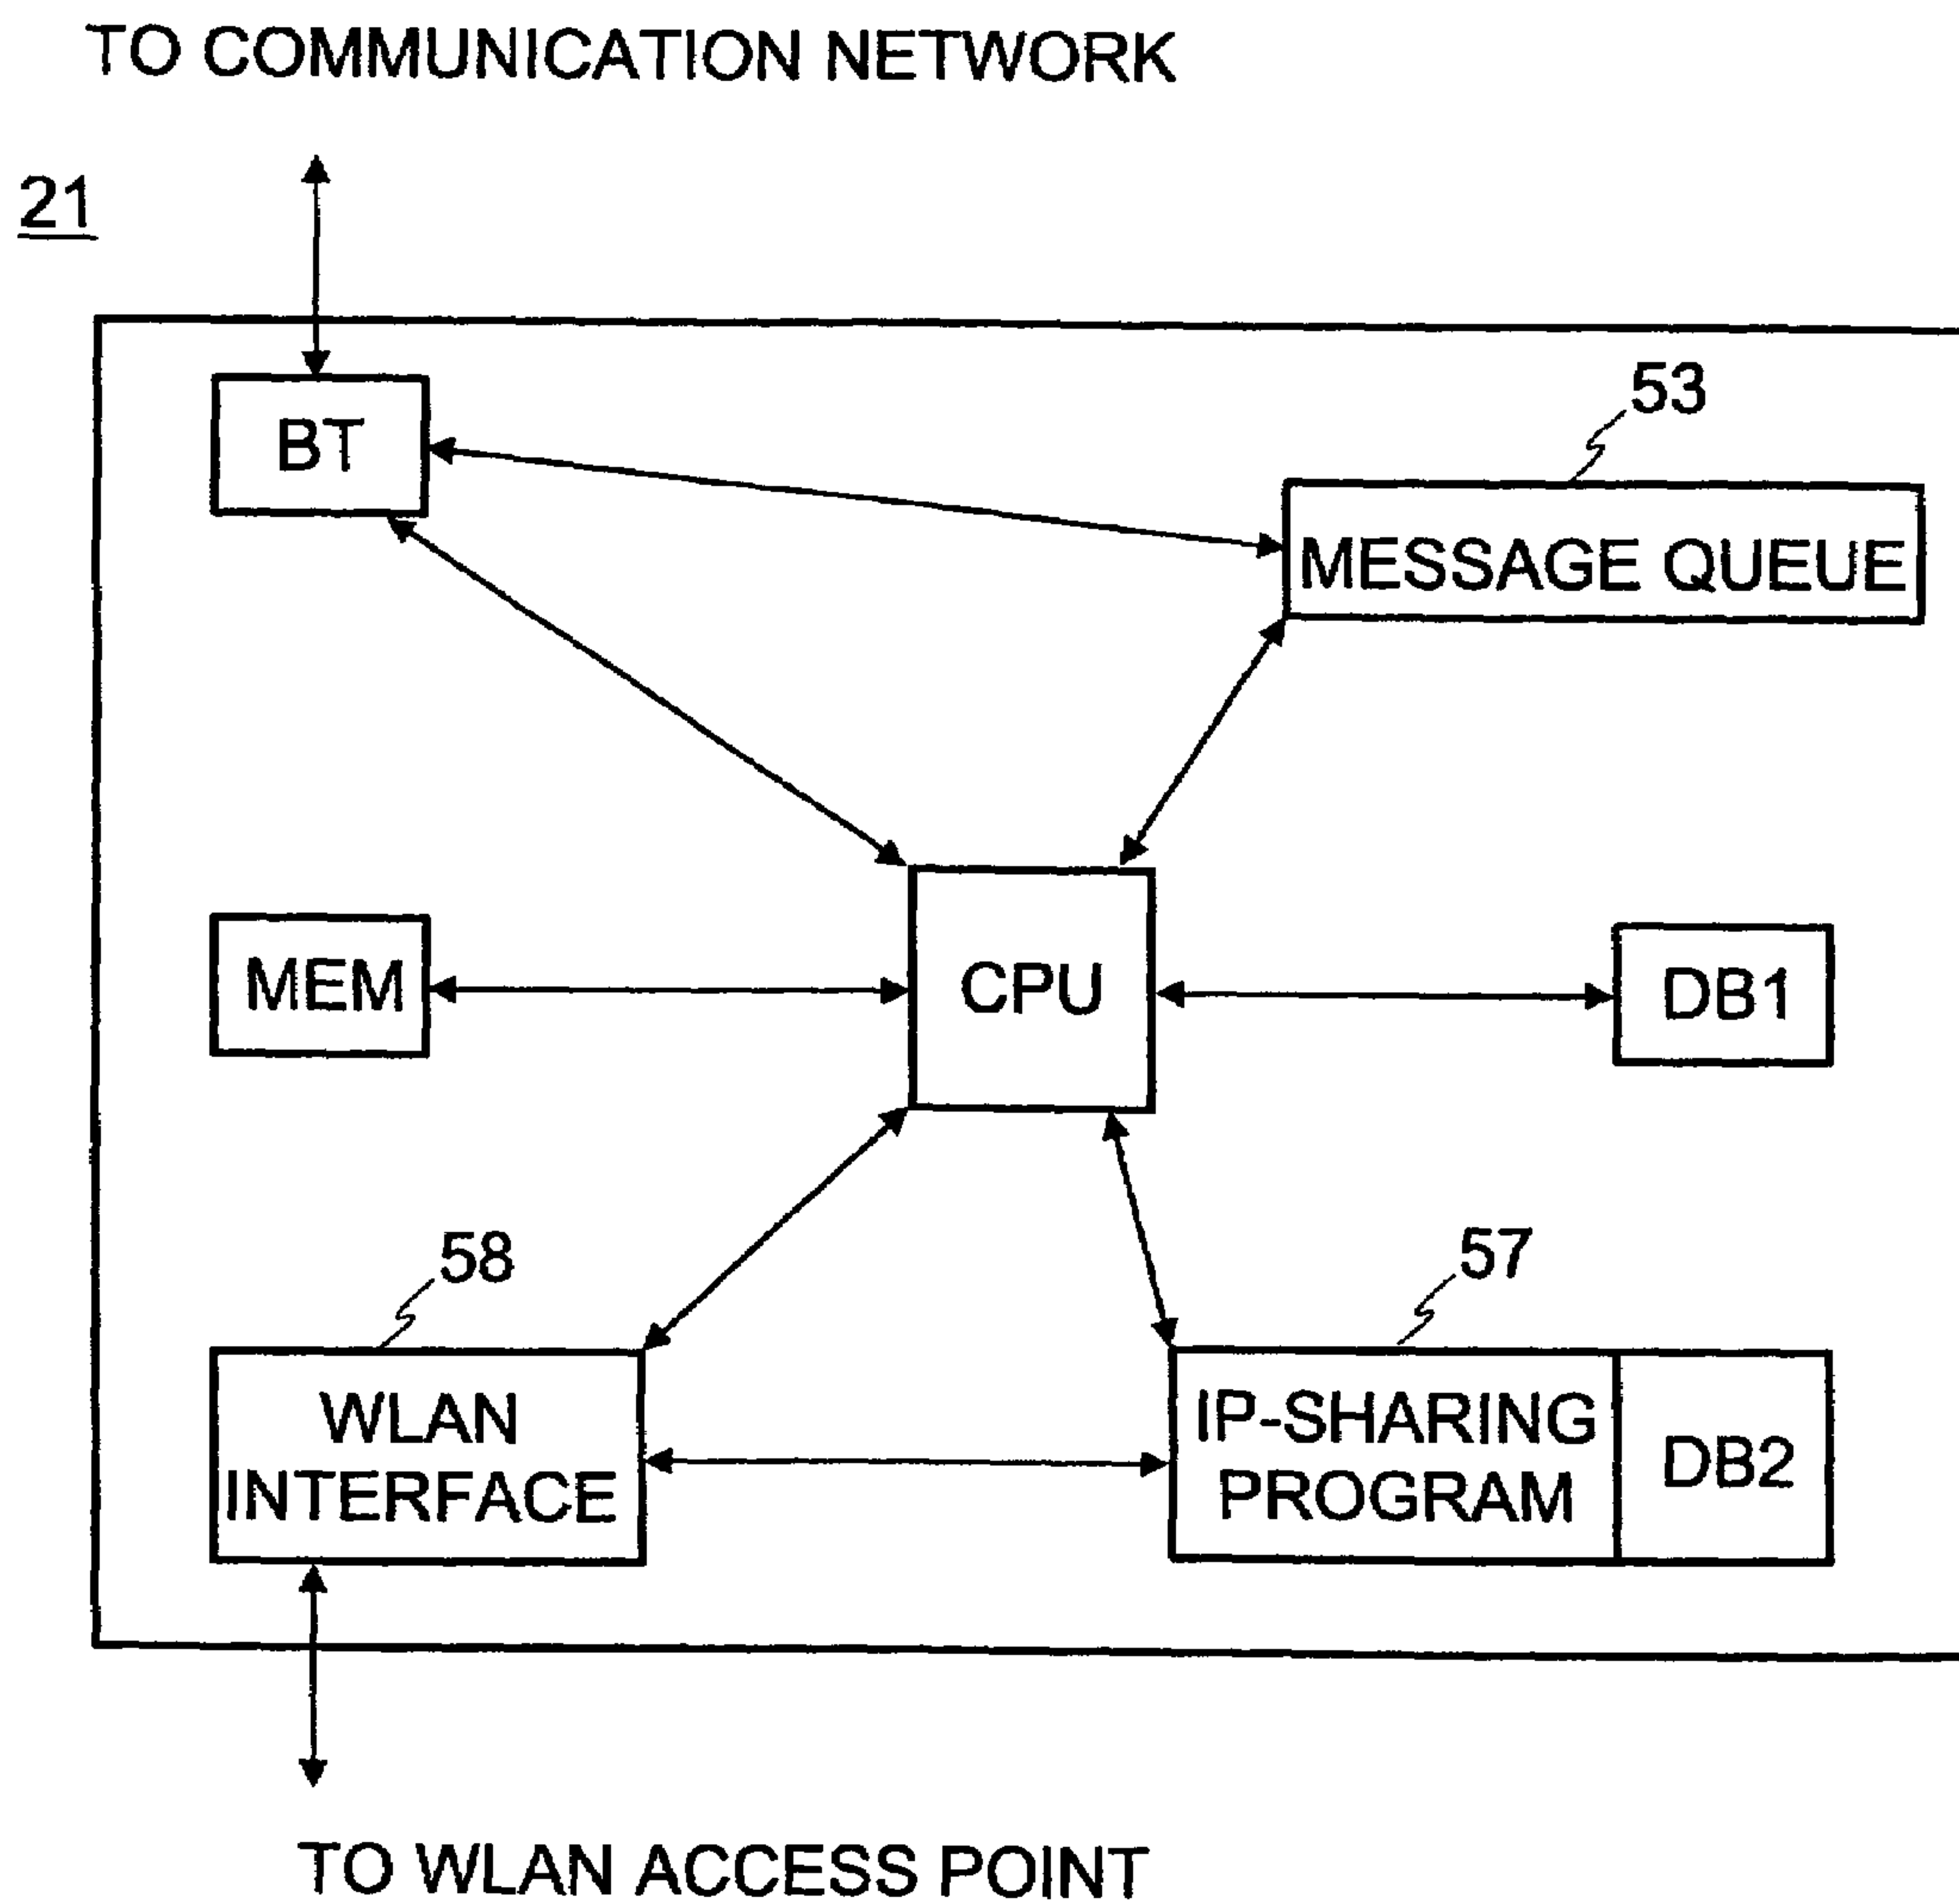 TO COMMUNICATION NETWORK
21
BT
53
MESSAGE QUEUE
MEM
CPU
DB1
58
57
WLAN
INTERFACE
IP-SHARING
PROGRAM
DB2
TO WLAN ACCESS POINT